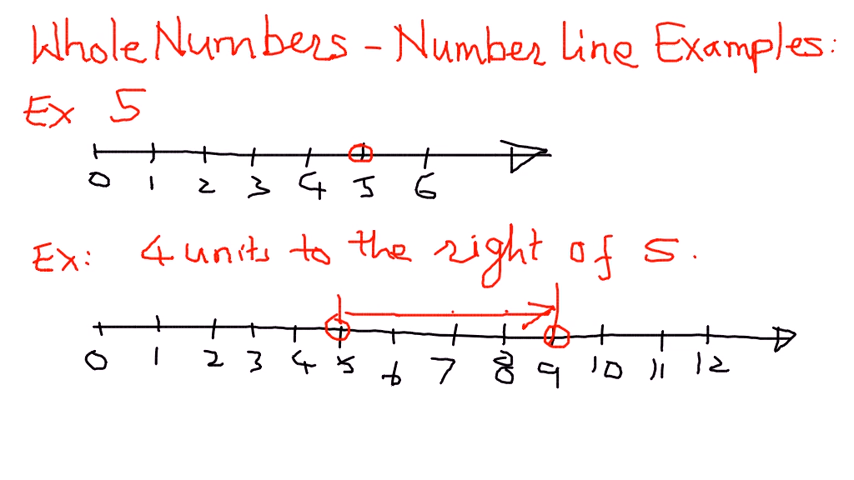 Whole Numbers - Number line Examples:
Ex 5
0 1 2 3 4 5 6
Ex: 4 units to the right of 5.
0 1 2 3 4 5 6 7 8 9 10 11 12